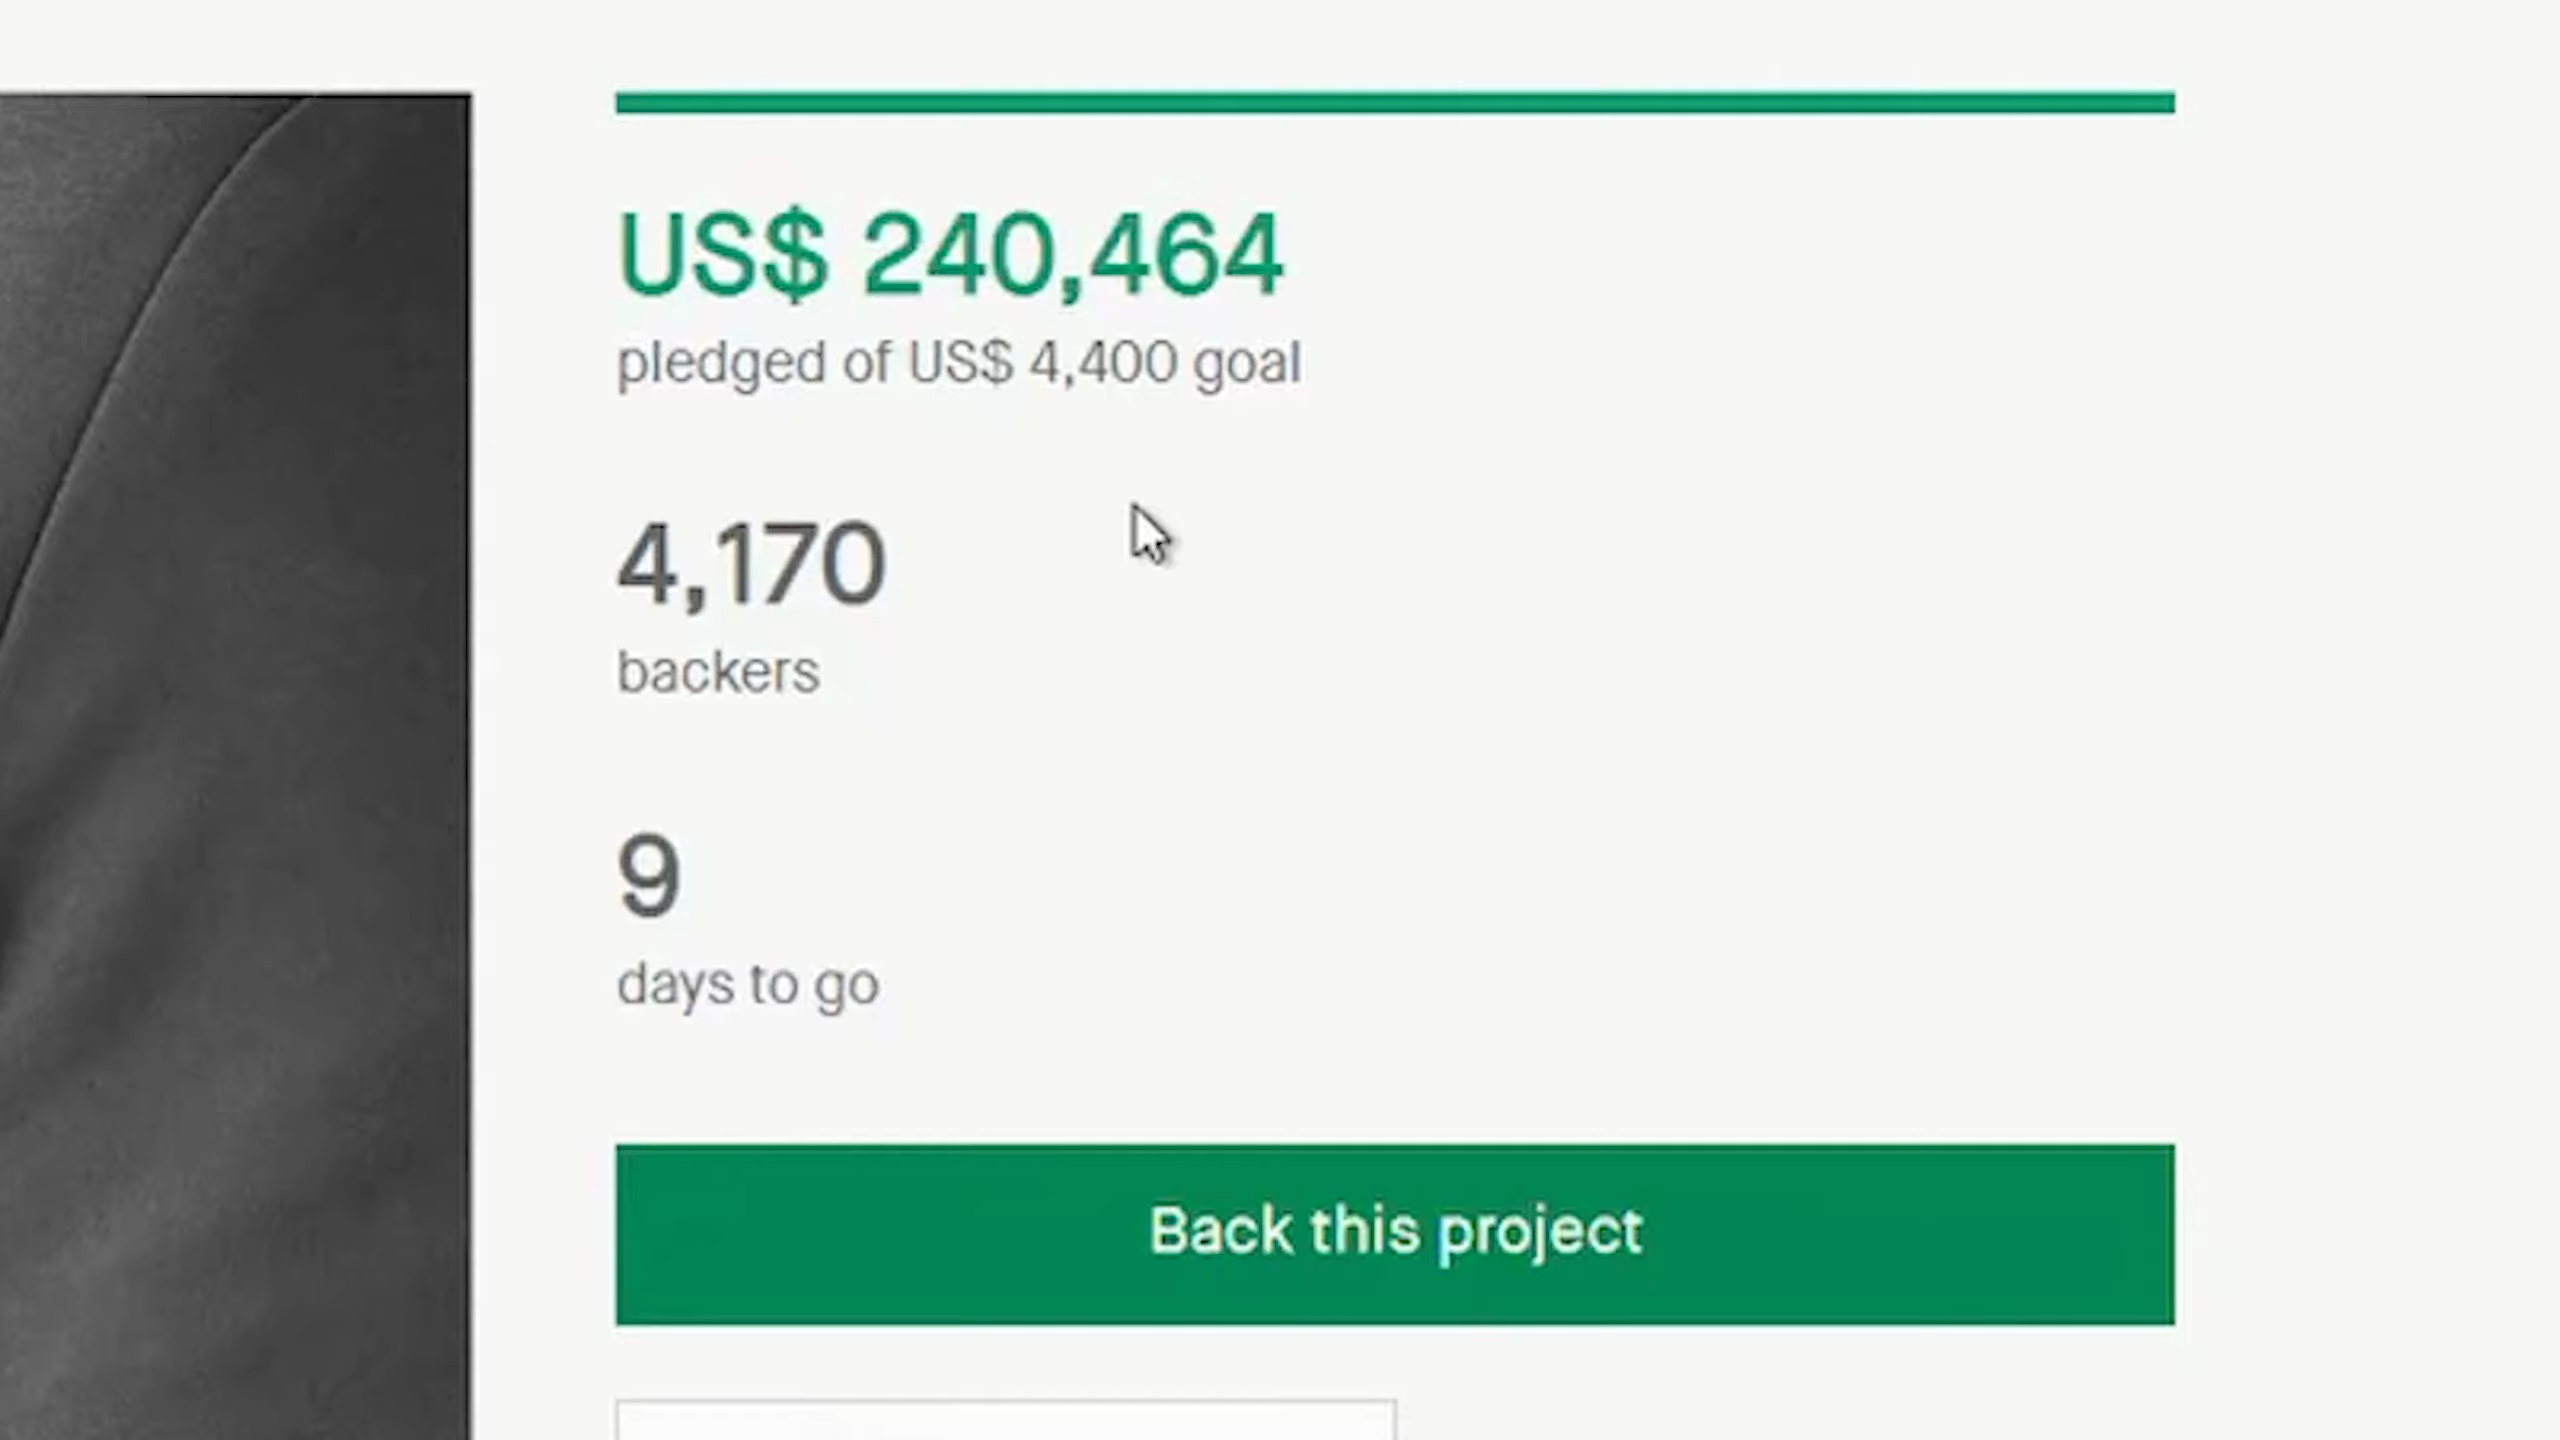 US$ 240,464
pledged of US$ 4,400 goal
4,170
backers
9
days to go
Back this project